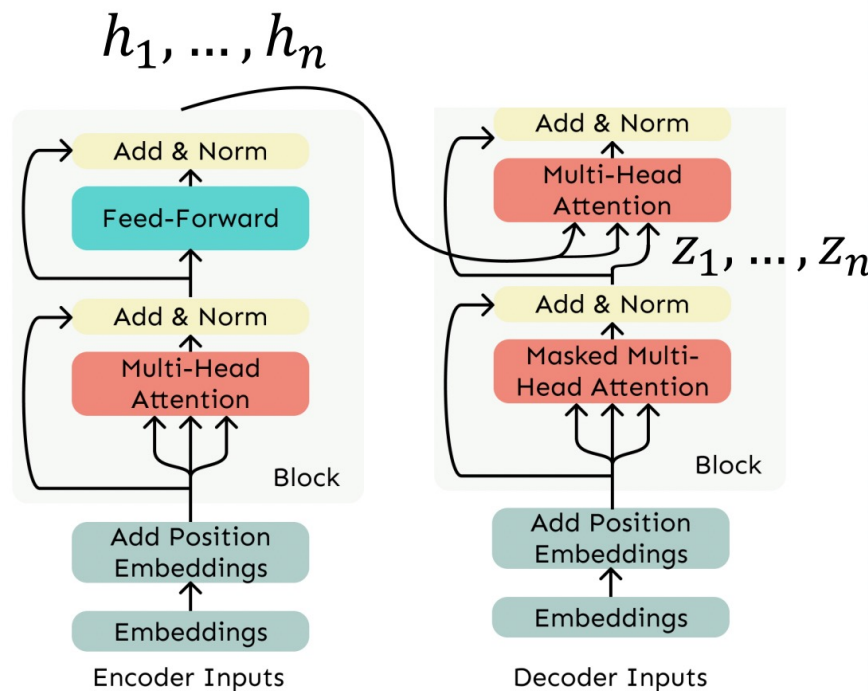 h₁, ... , hₙ
Add & Norm
Feed-Forward
Add & Norm
Multi-Head
Attention
Block
Add Position
Embeddings
Embeddings
Encoder Inputs
Add & Norm
Multi-Head
Attention
z₁, ... , zₙ
Add & Norm
Masked Multi-
Head Attention
Block
Add Position
Embeddings
Embeddings
Decoder Inputs